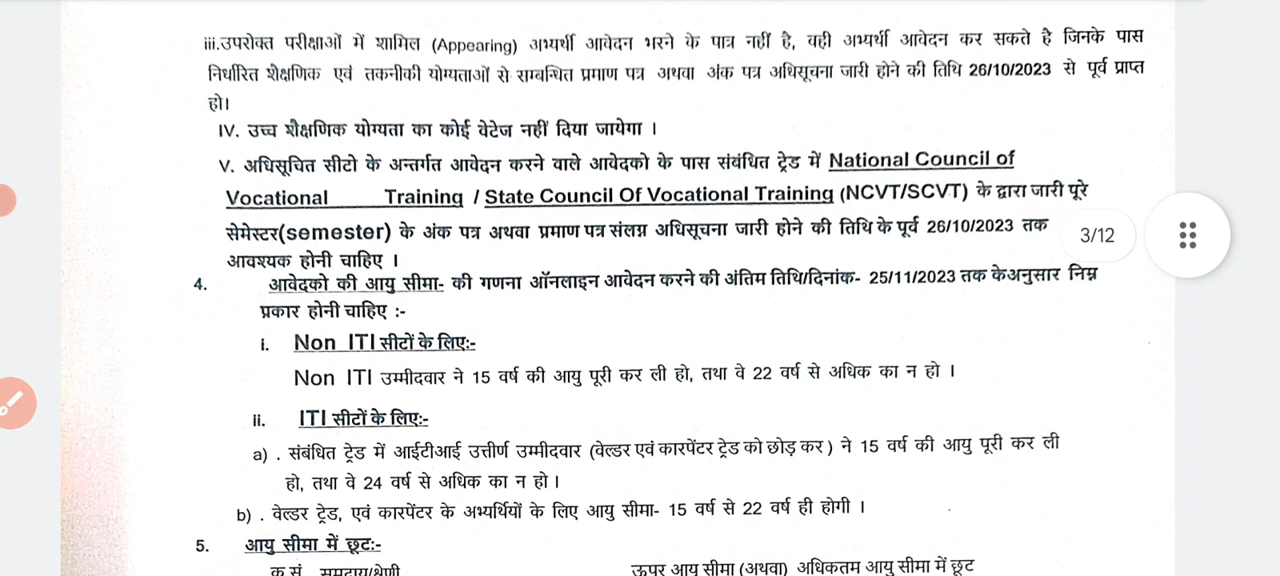 iii.उपरोक्त परीक्षाओं में शामिल (Appearing) अभ्यर्थी आवेदन भरने के पात्र नहीं है, वही अभ्यर्थी आवेदन कर सकते है जिनके पास
निर्धारित शैक्षणिक एवं तकनीकी योग्यताओं से सम्बन्धित प्रमाण पत्र अथवा अंक पत्र अधिसूचना जारी होने की तिथि 26/10/2023 से पूर्व प्राप्त
हो।
IV. उच्च शैक्षणिक योग्यता का कोई वेटेज नहीं दिया जायेगा ।
V. अधिसूचित सीटो के अन्तर्गत आवेदन करने वाले आवेदको के पास संबंधित ट्रेड में National Council of
Vocational Training / State Council Of Vocational Training (NCVT/SCVT) के द्वारा जारी पूरे
सेमेस्टर(semester) के अंक पत्र अथवा प्रमाण पत्र संलग्न अधिसूचना जारी होने की तिथि के पूर्व 26/10/2023 तक
3/12
आवश्यक होनी चाहिए ।
4. आवेदको की आयु सीमा- की गणना ऑनलाइन आवेदन करने की अंतिम तिथि/दिनांक- 25/11/2023 तक केअनुसार निम्न
प्रकार होनी चाहिए :-
i. Non ITI सीटों के लिए:-
Non ITI उम्मीदवार ने 15 वर्ष की आयु पूरी कर ली हो, तथा वे 22 वर्ष से अधिक का न हो ।
ii. ITI सीटों के लिए:-
a) . संबंधित ट्रेड में आईटीआई उत्तीर्ण उम्मीदवार (वेल्डर एवं कारपेंटर ट्रेड को छोड़ कर ) ने 15 वर्ष की आयु पूरी कर ली
हो, तथा वे 24 वर्ष से अधिक का न हो ।
b) . वेल्डर ट्रेड, एवं कारपेंटर के अभ्यर्थियों के लिए आयु सीमा- 15 वर्ष से 22 वर्ष ही होगी ।
5. आयु सीमा में छूट:-
क्र सं समुदाय/श्रेणी ऊपर आयु सीमा (अथवा) अधिकतम आयु सीमा में छूट